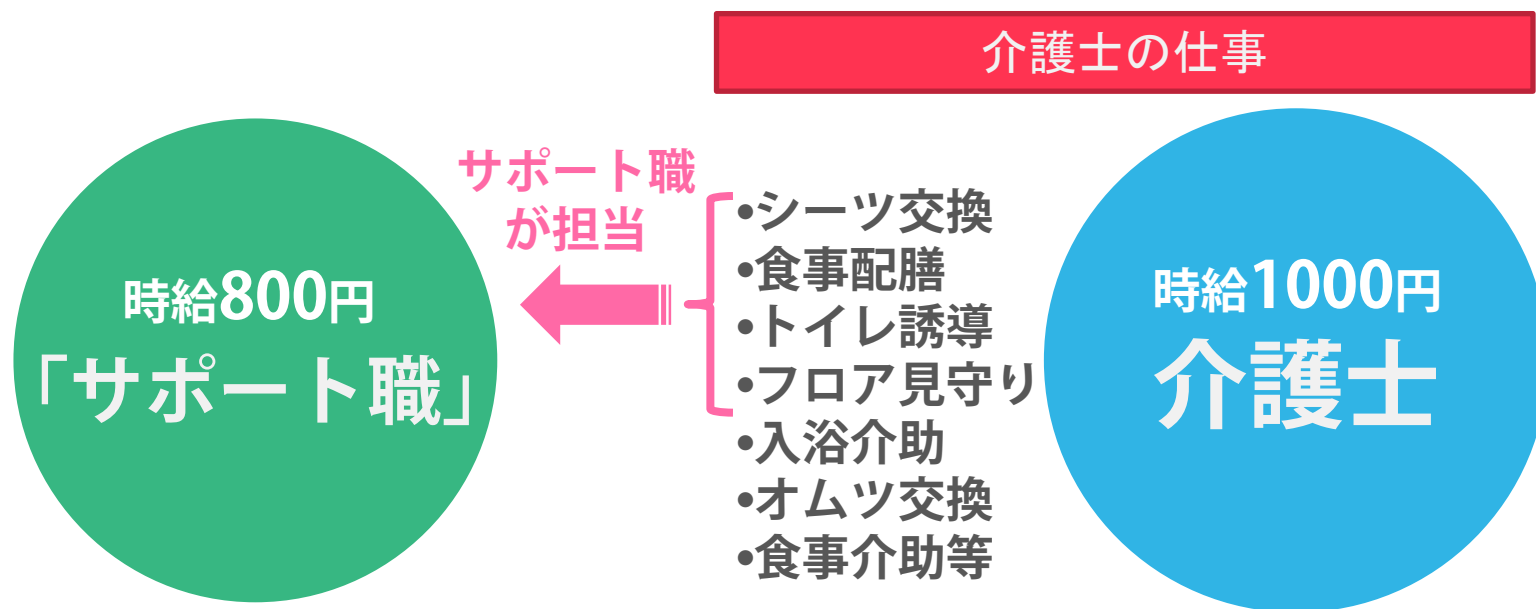 介護士の仕事
サポート職
が担当
時給800円
「サポート職」
•シーツ交換
•食事配膳
•トイレ誘導
•フロア見守り
•入浴介助
•オムツ交換
•食事介助等
時給1000円
介護士